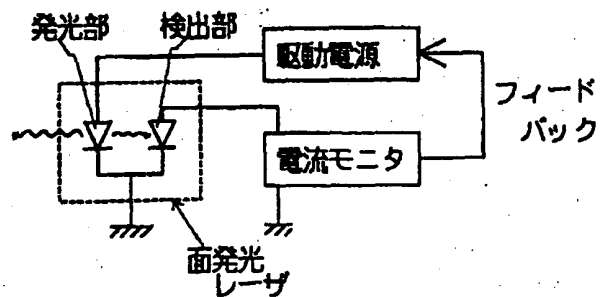 発光部
検出部
駆動電源
フィード
バック
電流モニタ
面発光
レーザ